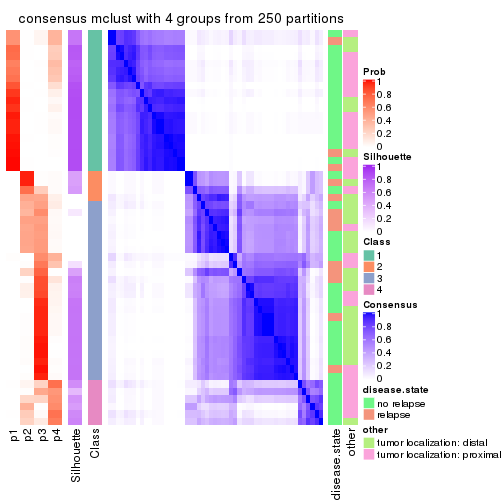 consensus mclust with 4 groups from 250 partitions
Prob
1
0.8
0.6
0.4
0.2
0
Silhouette
1
0.8
0.6
0.4
0.2
0
Class
1
2
3
4
Consensus
1
0.8
0.6
0.4
0.2
0
disease.state
no relapse
relapse
other
tumor localization: distal
tumor localization: proximal
p1
p2
p3
p4
Silhouette
Class
disease.state
other